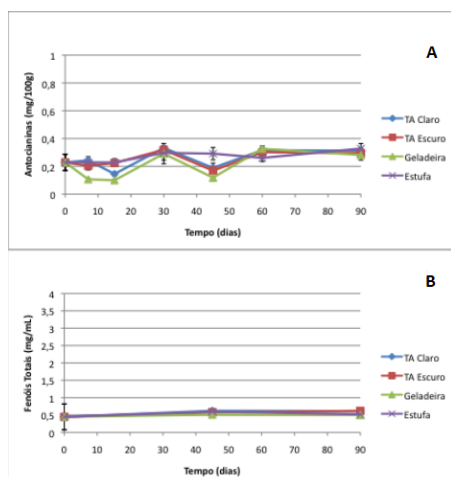 A
Antocianinas (mg/100g)
1
0,8
0,6
0,4
0,2
0
0 10 20 30 40 50 60 70 80 90
Tempo (dias)
TA Claro
TA Escuro
Geladeira
Estufa
B
Fenóis Totais (mg/mL)
4
3,5
3
2,5
2
1,5
1
0,5
0
0 10 20 30 40 50 60 70 80 90
Tempo (dias)
TA Claro
TA Escuro
Geladeira
Estufa